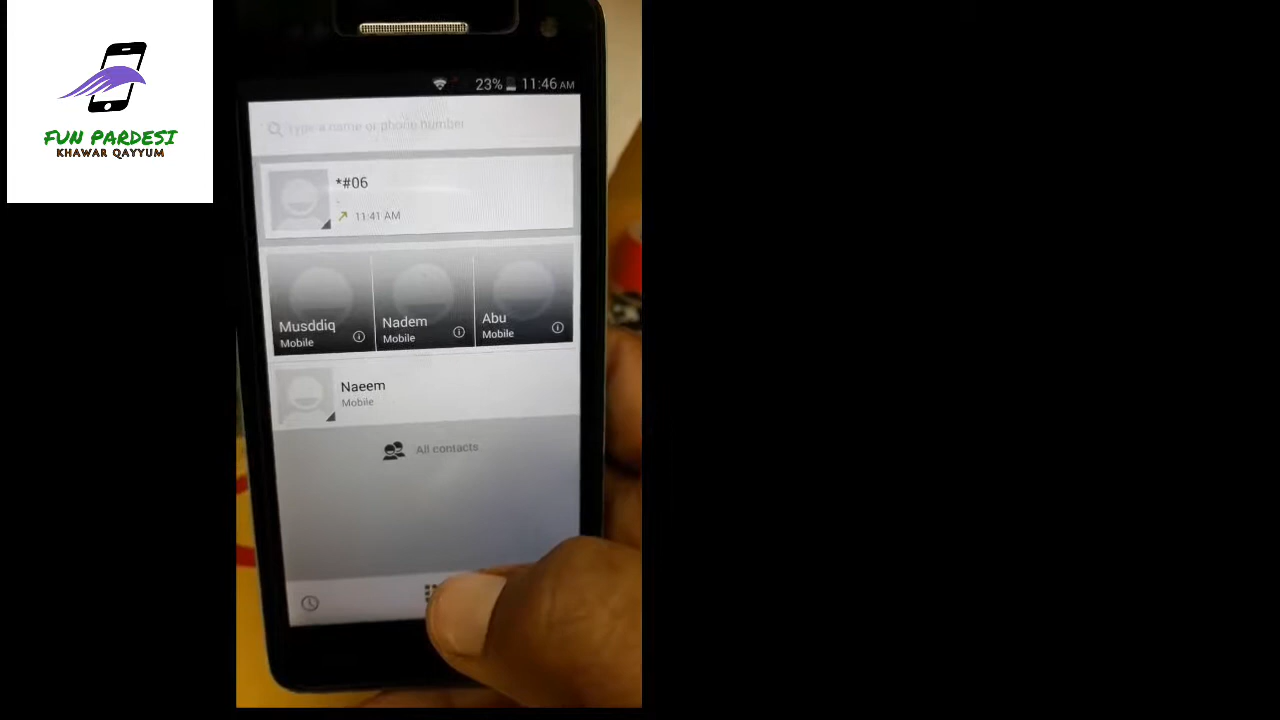 FUN PARDESI
KHAWAR QAYYUM
23% 11:46 AM
Type a name or phone number
*#06
-
11:41 AM
Musddiq
Mobile
Nadem
Mobile
Abu
Mobile
Naeem
Mobile
All contacts